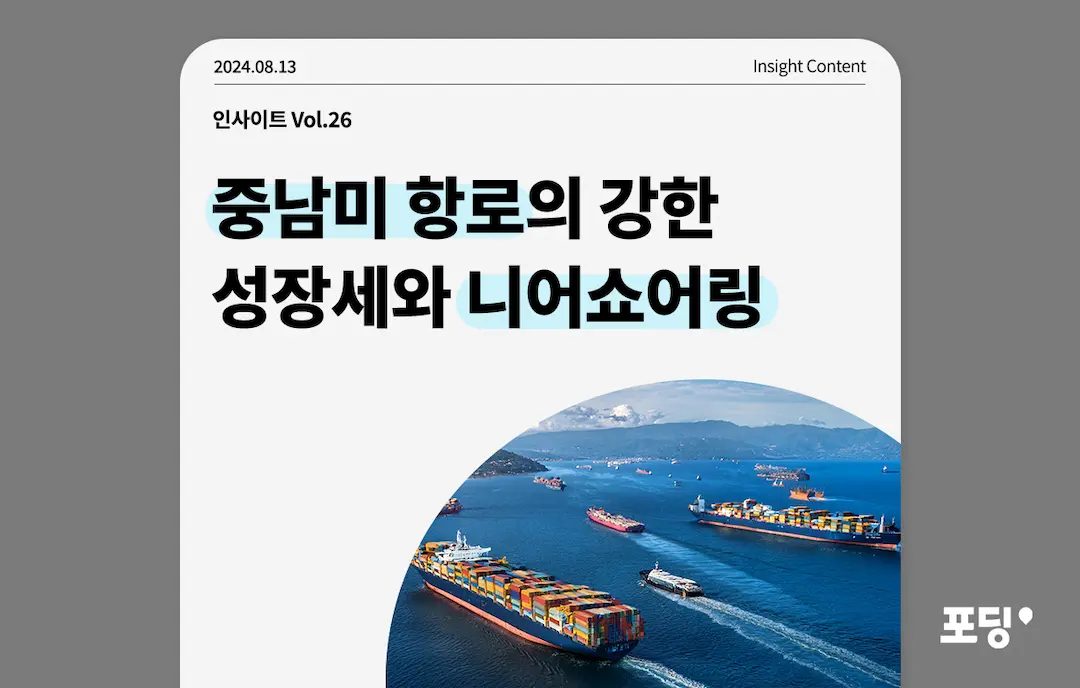 2024.08.13
Insight Content
인사이트 Vol.26
중남미 항로의 강한
성장세와 니어쇼어링
포딩